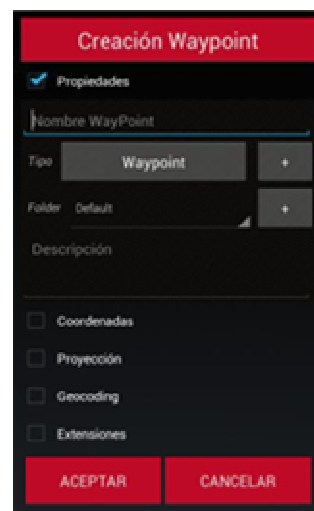 Creación Waypoint
Propiedades
Nombre WayPoint
Tipo Waypoint +
Folder Default +
Descripción
Coordenadas
Proyección
Geocoding
Extensiones
ACEPTAR CANCELAR